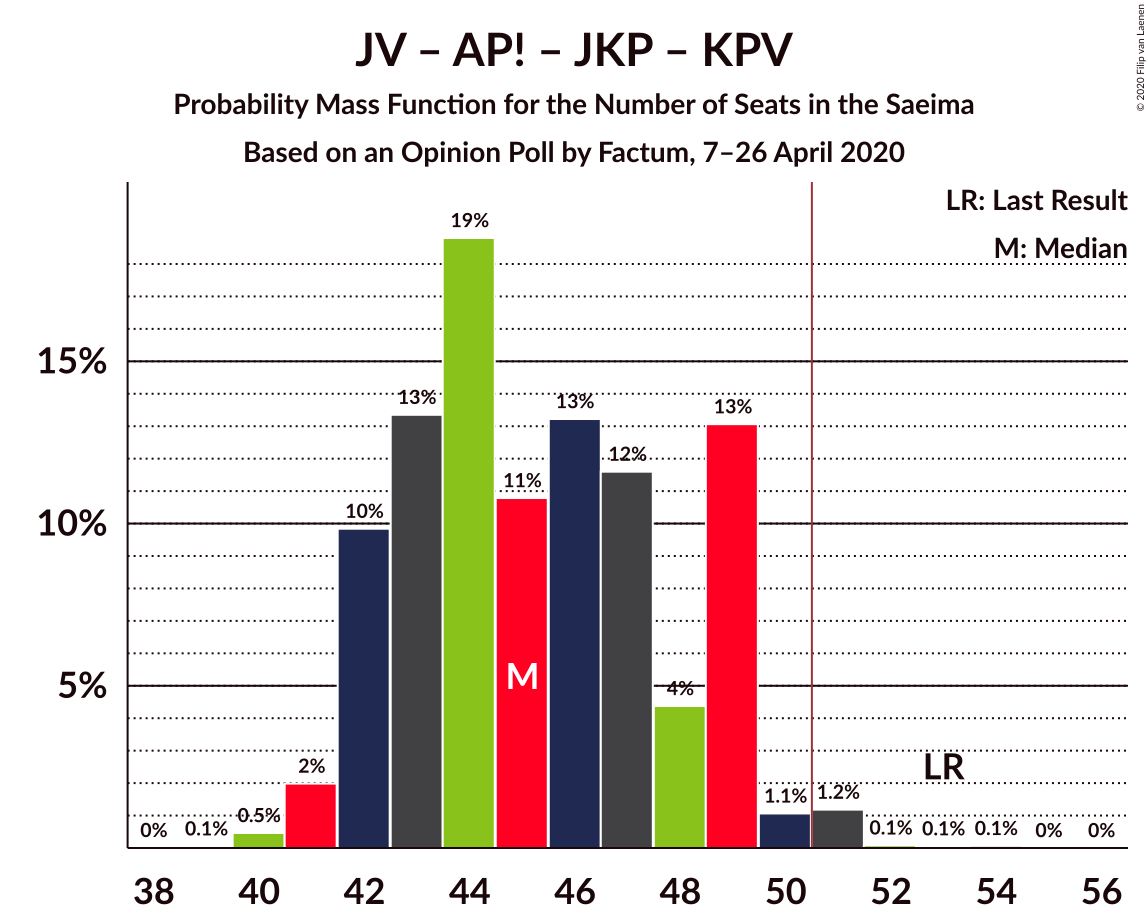 JV – AP! – JKP – KPV
Probability Mass Function for the Number of Seats in the Saeima
Based on an Opinion Poll by Factum, 7–26 April 2020
© 2020 Filip van Laenen
LR: Last Result
M: Median
15%
10%
5%
0%
0.1%
0.5%
2%
10%
13%
19%
11%
13%
12%
4%
13%
1.1%
1.2%
0.1%
0.1%
0.1%
0%
0%
M
LR
38 40 42 44 46 48 50 52 54 56